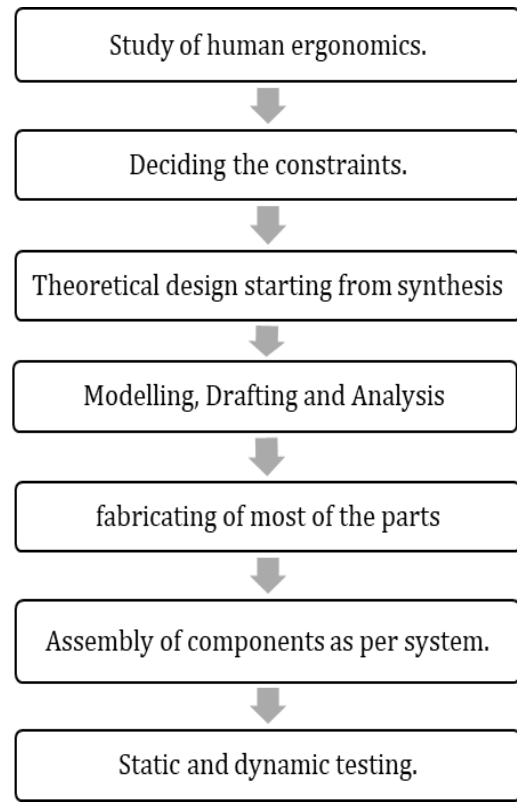 Study of human ergonomics.
Deciding the constraints.
Theoretical design starting from synthesis
Modelling, Drafting and Analysis
fabricating of most of the parts
Assembly of components as per system.
Static and dynamic testing.